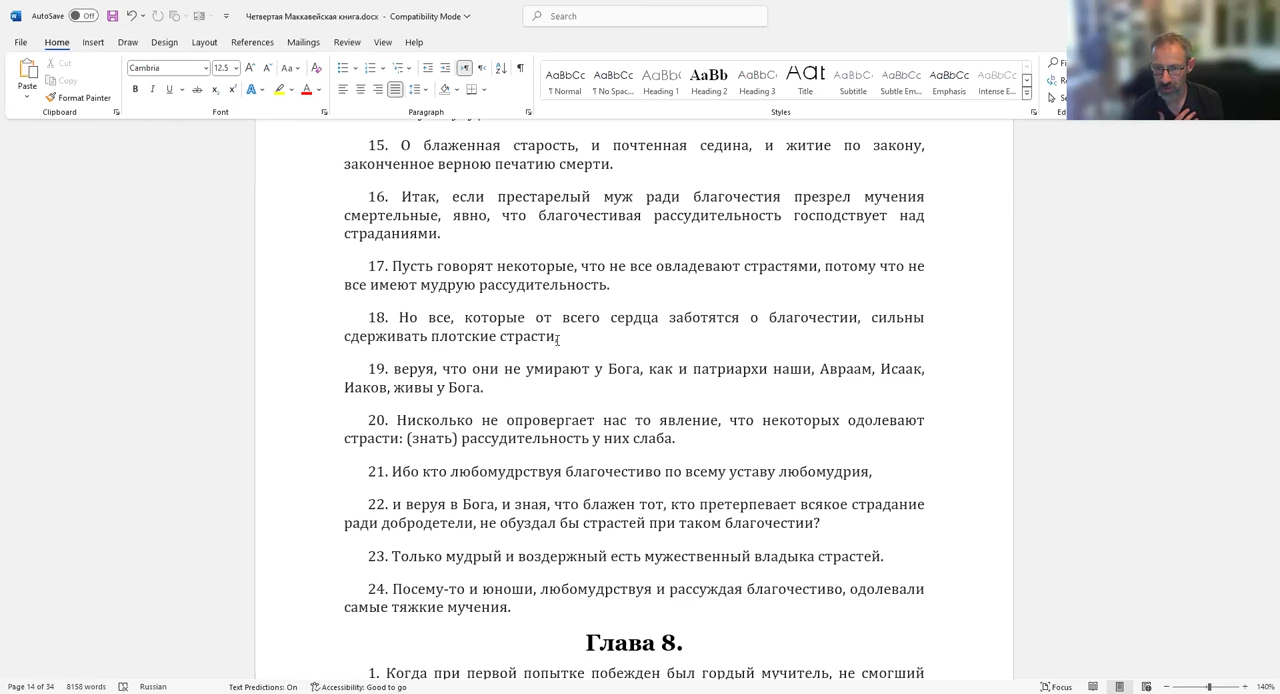 AutoSave Off Четвертая Маккавейская книга.docx - Compatibility Mode Search
File Home Insert Draw Design Layout References Mailings Review View Help
Paste Cut Copy Format Painter Clipboard
Cambria 12.5 Font
Paragraph
AaBbCc AaBbCc AaBbC AaBb AaBbC AaB AaBbCc AaBbCc AaBbCc AaBbCc
¶ Normal ¶ No Spac... Heading 1 Heading 2 Heading 3 Title Subtitle Subtle Em... Emphasis Intense E...
Styles
15. О блаженная старость, и почтенная седина, и житие по закону,
законченное верною печатию смерти.
16. Итак, если престарелый муж ради благочестия презрел мучения
смертельные, явно, что благочестивая рассудительность господствует над
страданиями.
17. Пусть говорят некоторые, что не все овладевают страстями, потому что не
все имеют мудрую рассудительность.
18. Но все, которые от всего сердца заботятся о благочестии, сильны
сдерживать плотские страсти,
19. веруя, что они не умирают у Бога, как и патриархи наши, Авраам, Исаак,
Иаков, живы у Бога.
20. Нисколько не опровергает нас то явление, что некоторых одолевают
страсти: (знать) рассудительность у них слаба.
21. Ибо кто любомудрствуя благочестиво по всему уставу любомудрия,
22. и веруя в Бога, и зная, что блажен тот, кто претерпевает всякое страдание
ради добродетели, не обуздал бы страстей при таком благочестии?
23. Только мудрый и воздержный есть мужественный владыка страстей.
24. Посему-то и юноши, любомудрствуя и рассуждая благочестиво, одолевали
самые тяжкие мучения.
Глава 8.
1. Когда при первой попытке побежден был гордый мучитель, не смогший
Page 14 of 34 8158 words Russian Text Predictions: On Accessibility: Good to go Focus 140%